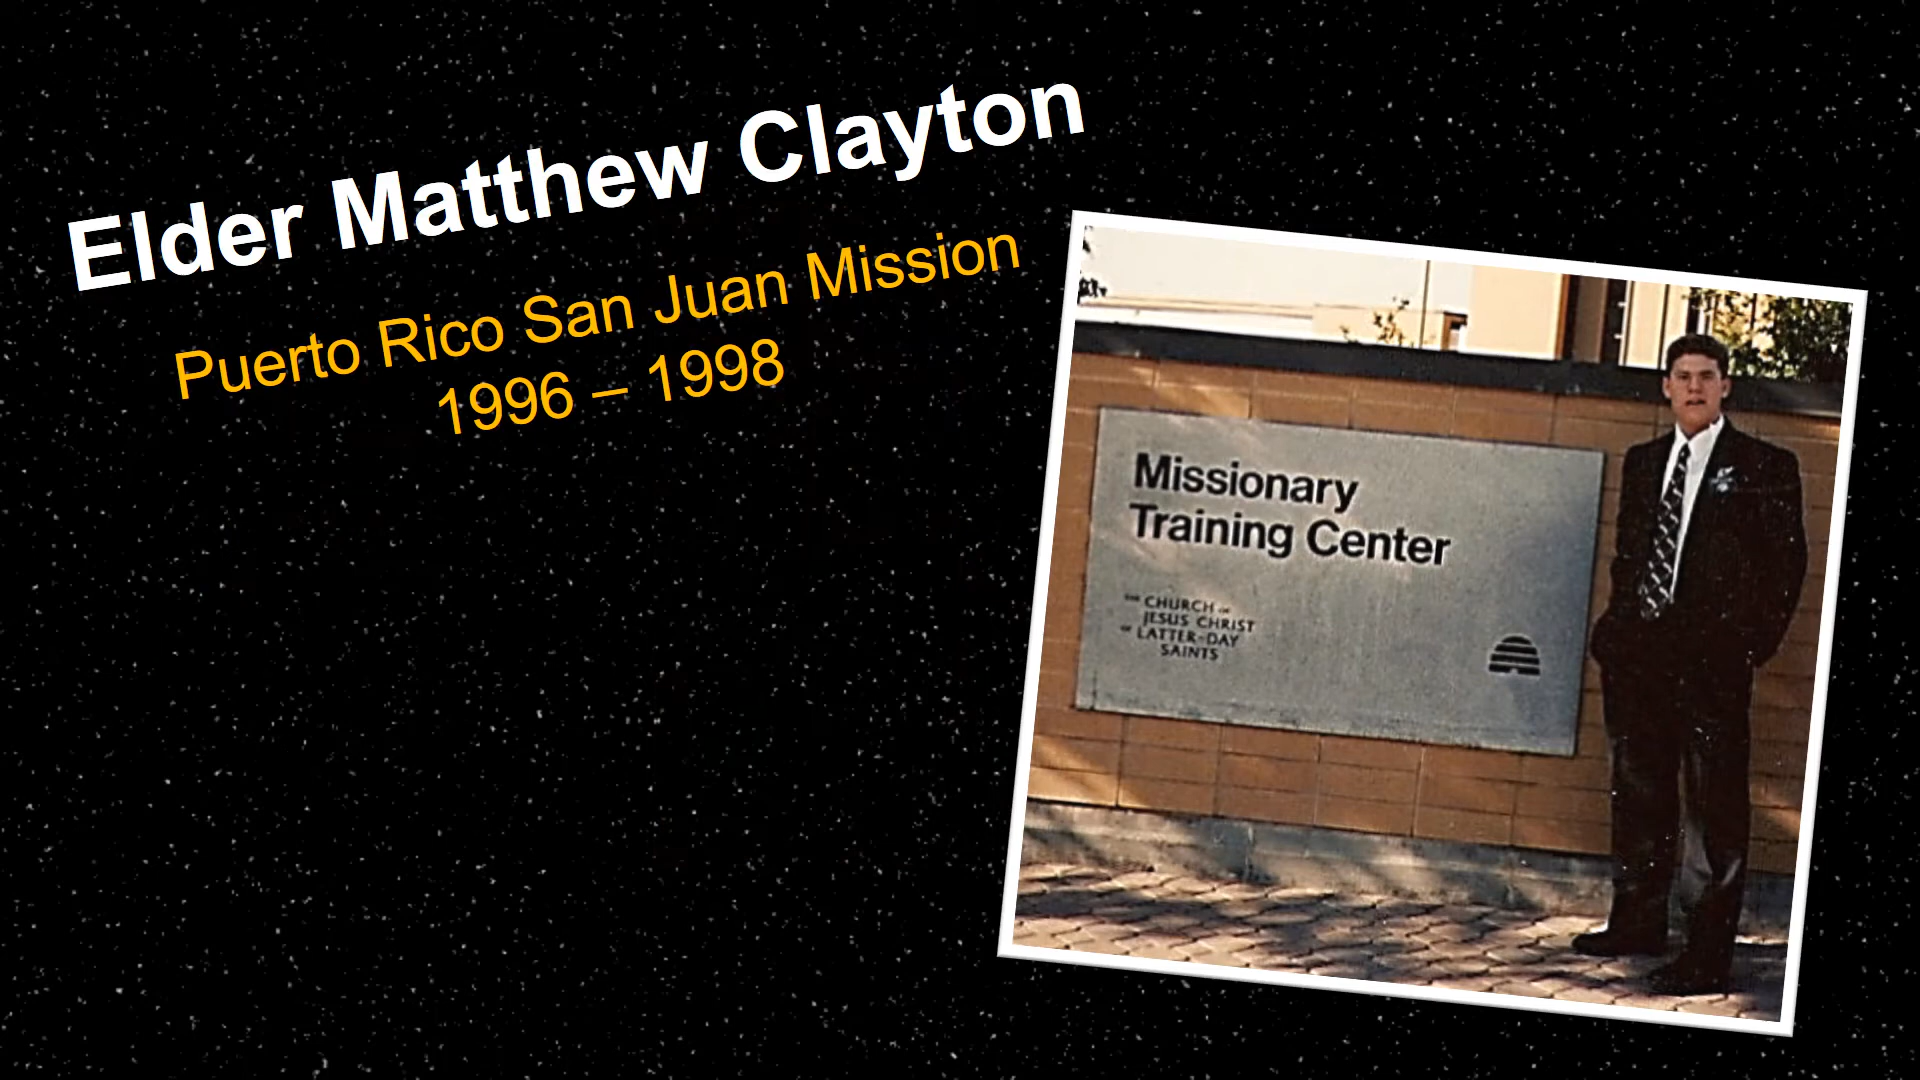 Elder Matthew Clayton
Puerto Rico San Juan Mission
1996 – 1998
Missionary
Training Center
THE CHURCH OF
JESUS CHRIST
OF LATTER-DAY
SAINTS